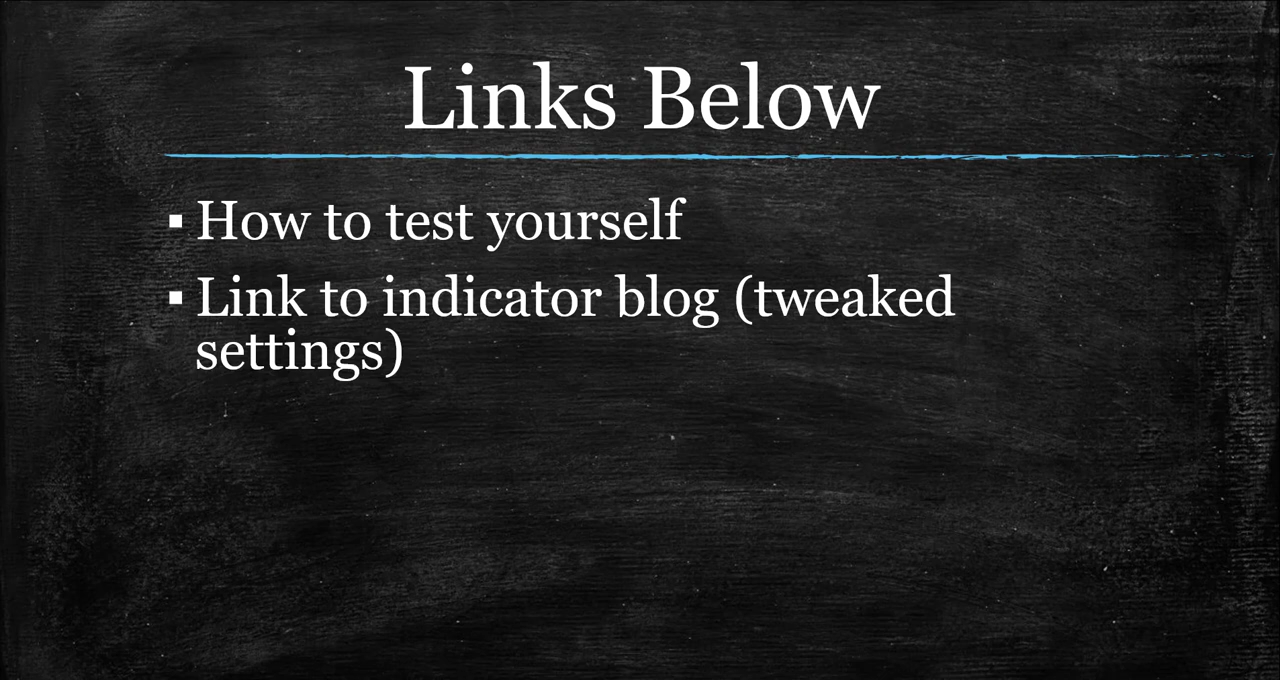 Links Below
▪ How to test yourself
▪ Link to indicator blog (tweaked
settings)